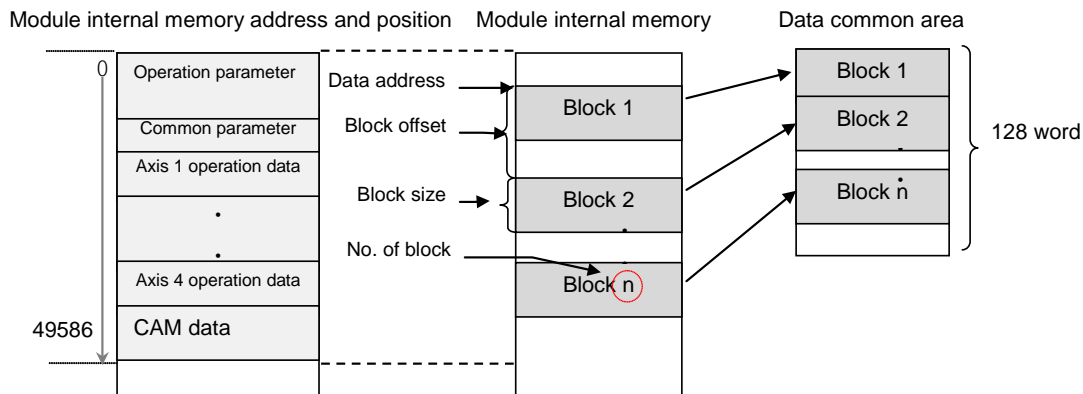 Module internal memory address and position
Module internal memory
Data common area
0
Operation parameter
Common parameter
Axis 1 operation data
Axis 4 operation data
CAM data
49586
Data address
Block offset
Block size
No. of block
Block 1
Block 2
Block n
Block 1
Block 2
Block n
128 word